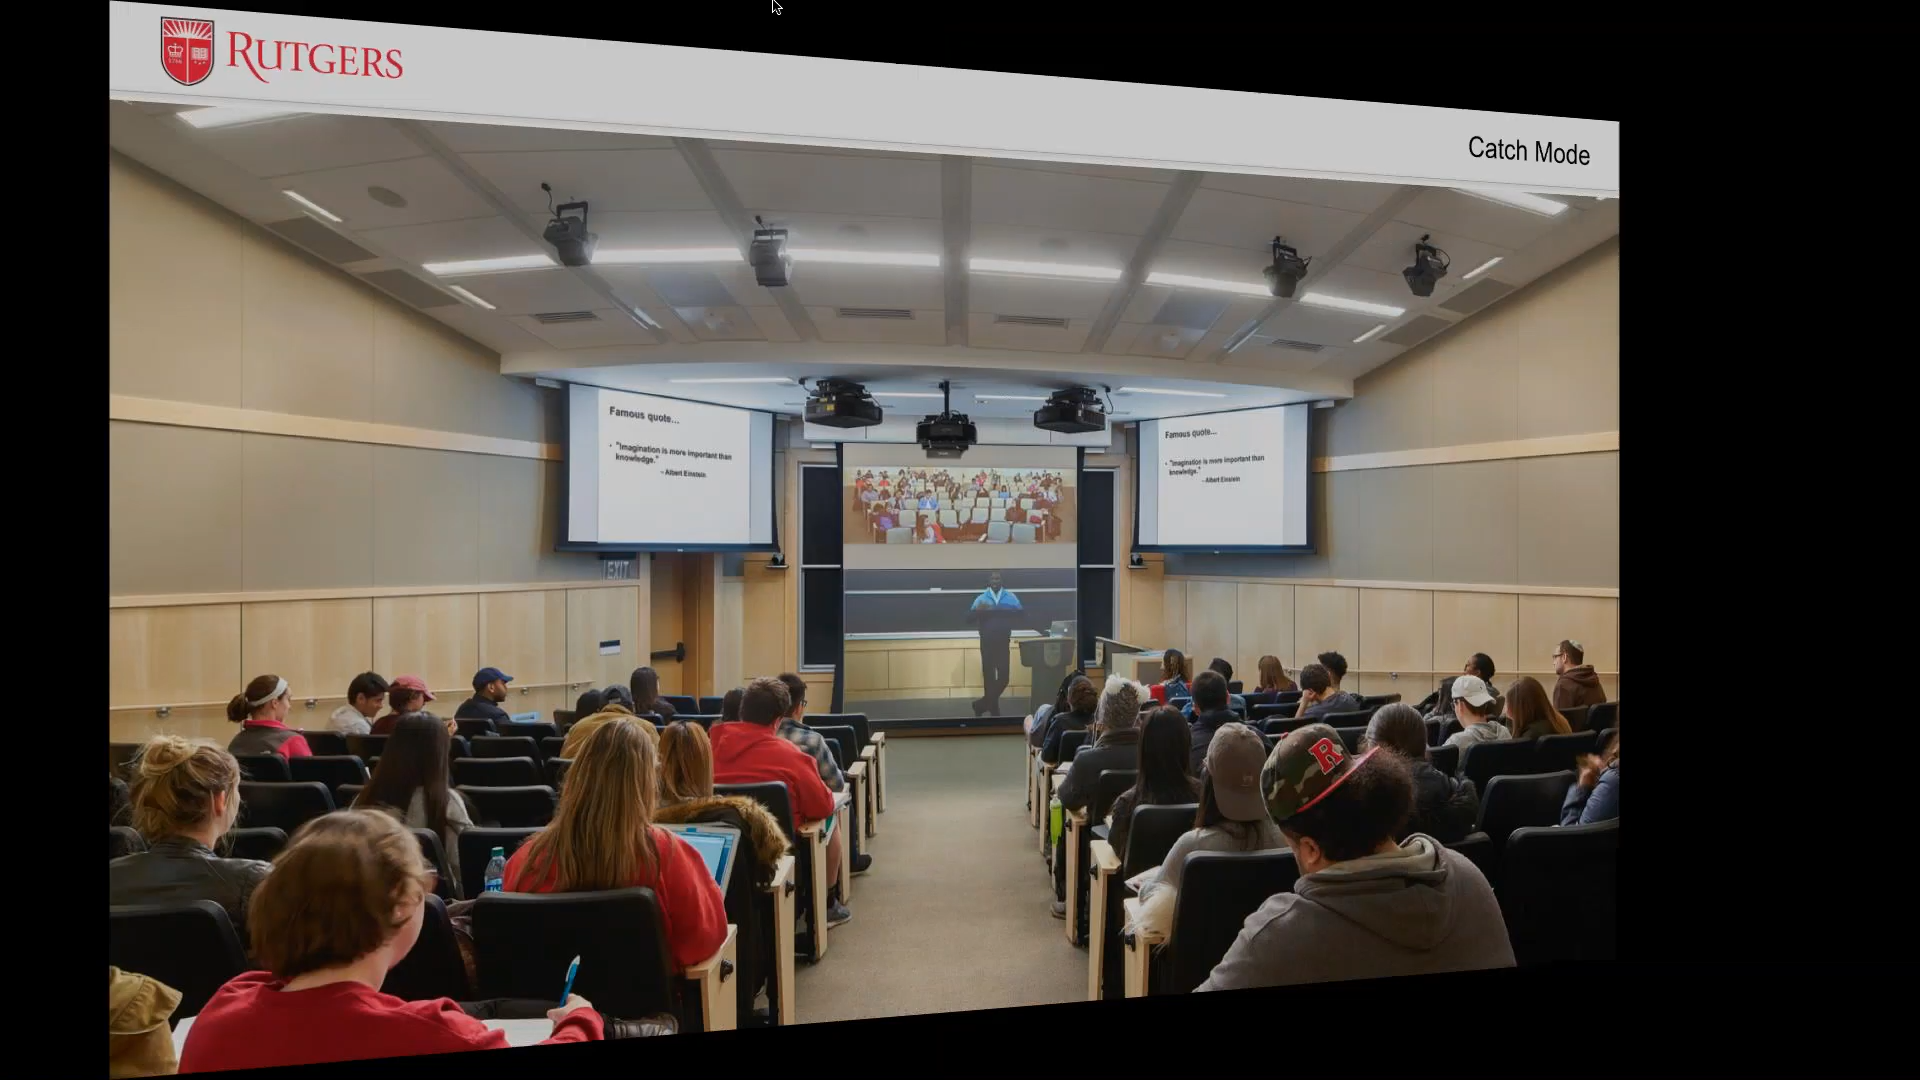 RUTGERS
Catch Mode
Famous quote...
• "Imagination is more important than
knowledge."
– Albert Einstein
Famous quote...
• "Imagination is more important than
knowledge."
– Albert Einstein
EXIT
R